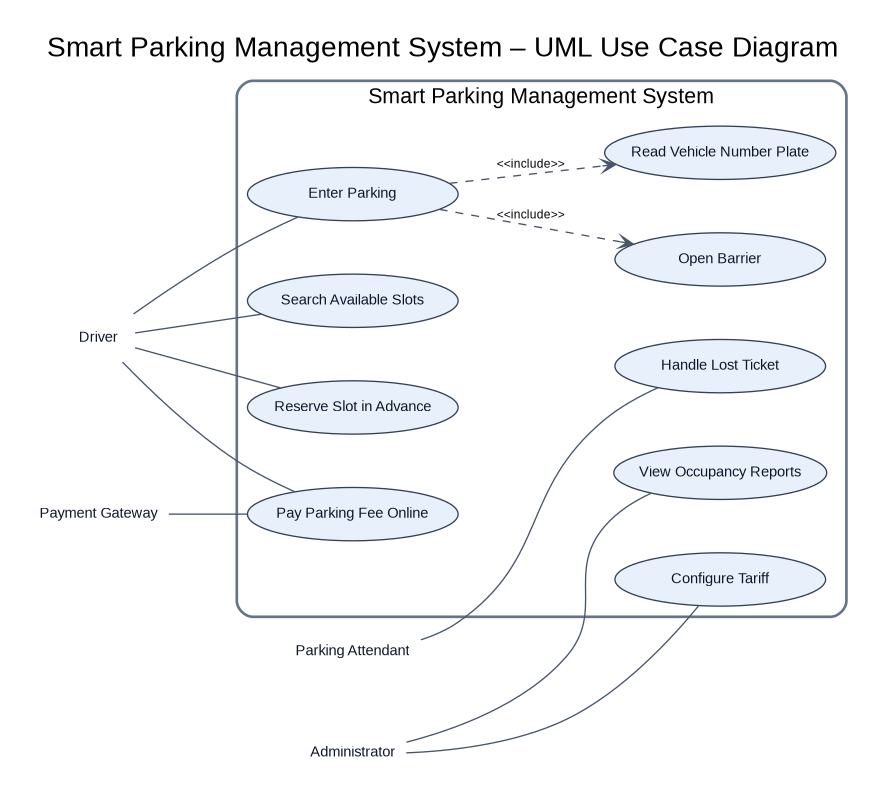 Smart Parking Management System – UML Use Case Diagram
Smart Parking Management System
Read Vehicle Number Plate
<<include>>
Enter Parking
<<include>>
Open Barrier
Search Available Slots
Driver
Handle Lost Ticket
Reserve Slot in Advance
View Occupancy Reports
Payment Gateway
Pay Parking Fee Online
Configure Tariff
Parking Attendant
Administrator